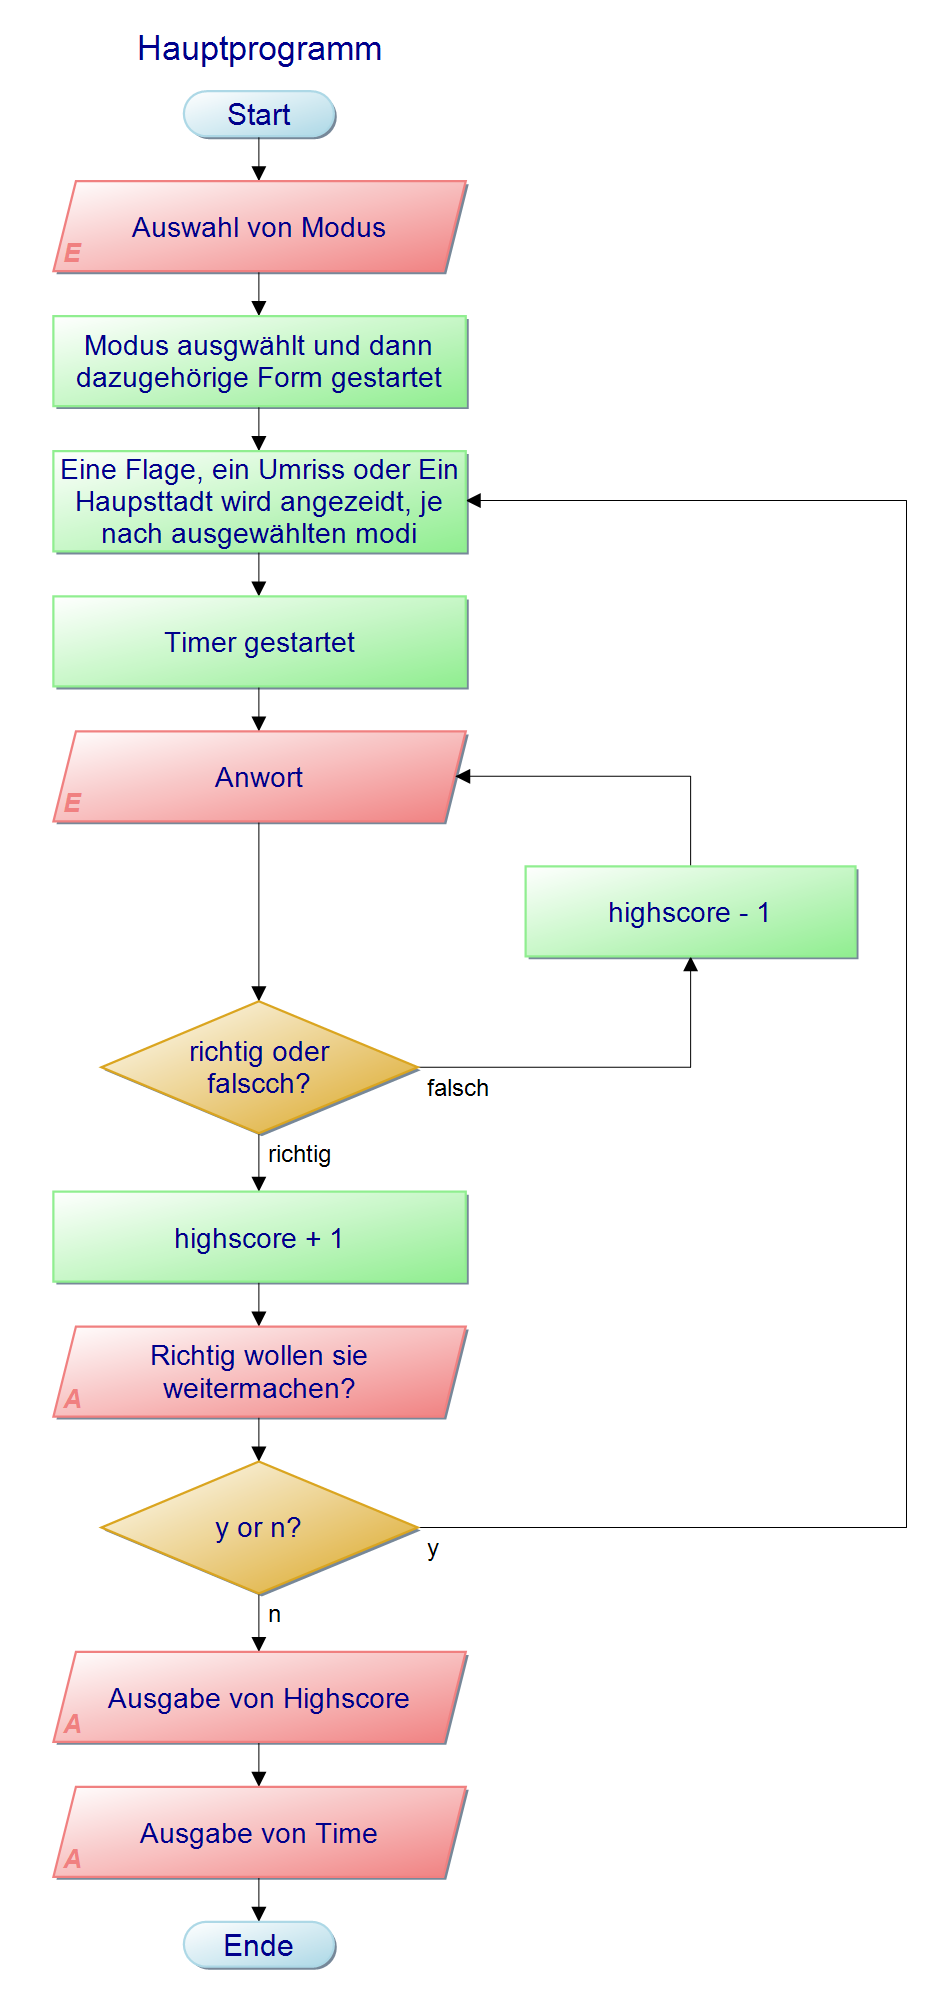 Hauptprogramm
Start
Auswahl von Modus
E
Modus ausgwählt und dann
dazugehörige Form gestartet
Eine Flage, ein Umriss oder Ein
Haupsttadt wird angezeidt, je
nach ausgewählten modi
Timer gestartet
Anwort
E
highscore - 1
richtig oder
falscch?
falsch
richtig
highscore + 1
Richtig wollen sie
weitermachen?
A
y or n?
y
n
Ausgabe von Highscore
A
Ausgabe von Time
A
Ende